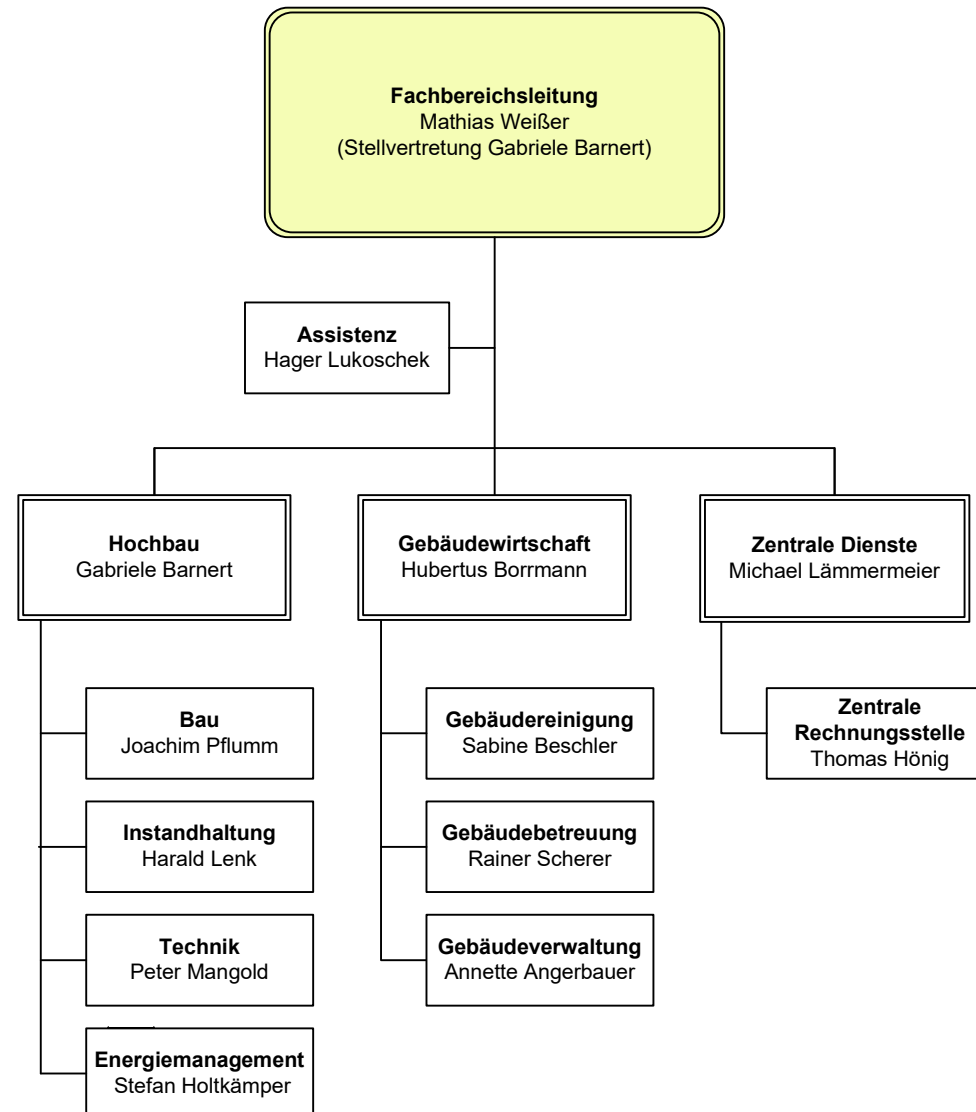 Fachbereichsleitung
Mathias Weißer
(Stellvertretung Gabriele Barnert)
Assistenz
Hager Lukoschek
Hochbau
Gabriele Barnert
Gebäudewirtschaft
Hubertus Borrmann
Zentrale Dienste
Michael Lämmermeier
Bau
Joachim Pflumm
Instandhaltung
Harald Lenk
Technik
Peter Mangold
Energiemanagement
Stefan Holtkämper
Gebäudereinigung
Sabine Beschler
Gebäudebetreuung
Rainer Scherer
Gebäudeverwaltung
Annette Angerbauer
Zentrale
Rechnungsstelle
Thomas Hönig